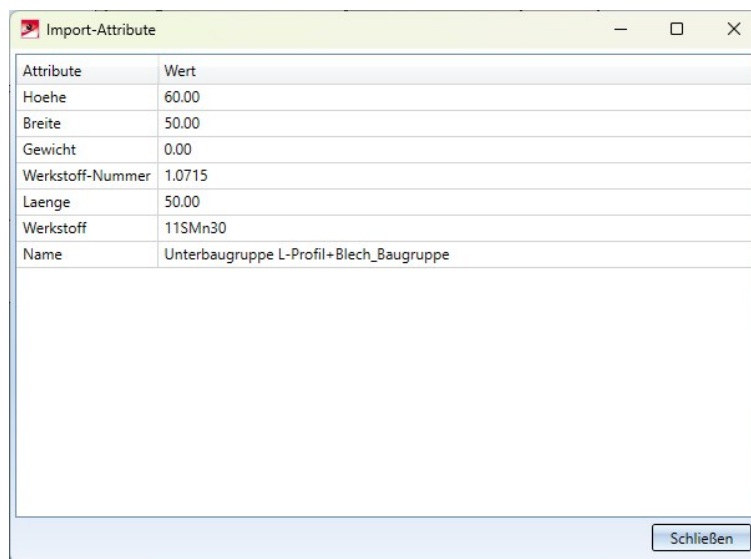 Import-Attribute
Attribute Wert
Hoehe 60.00
Breite 50.00
Gewicht 0.00
Werkstoff-Nummer 1.0715
Laenge 50.00
Werkstoff 11SMn30
Name Unterbaugruppe L-Profil+Blech_Baugruppe
Schließen